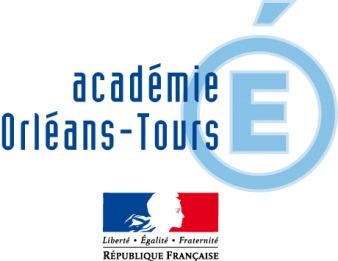 académie
Orléans-Tours
É
Liberté • Égalité • Fraternité
RÉPUBLIQUE FRANÇAISE